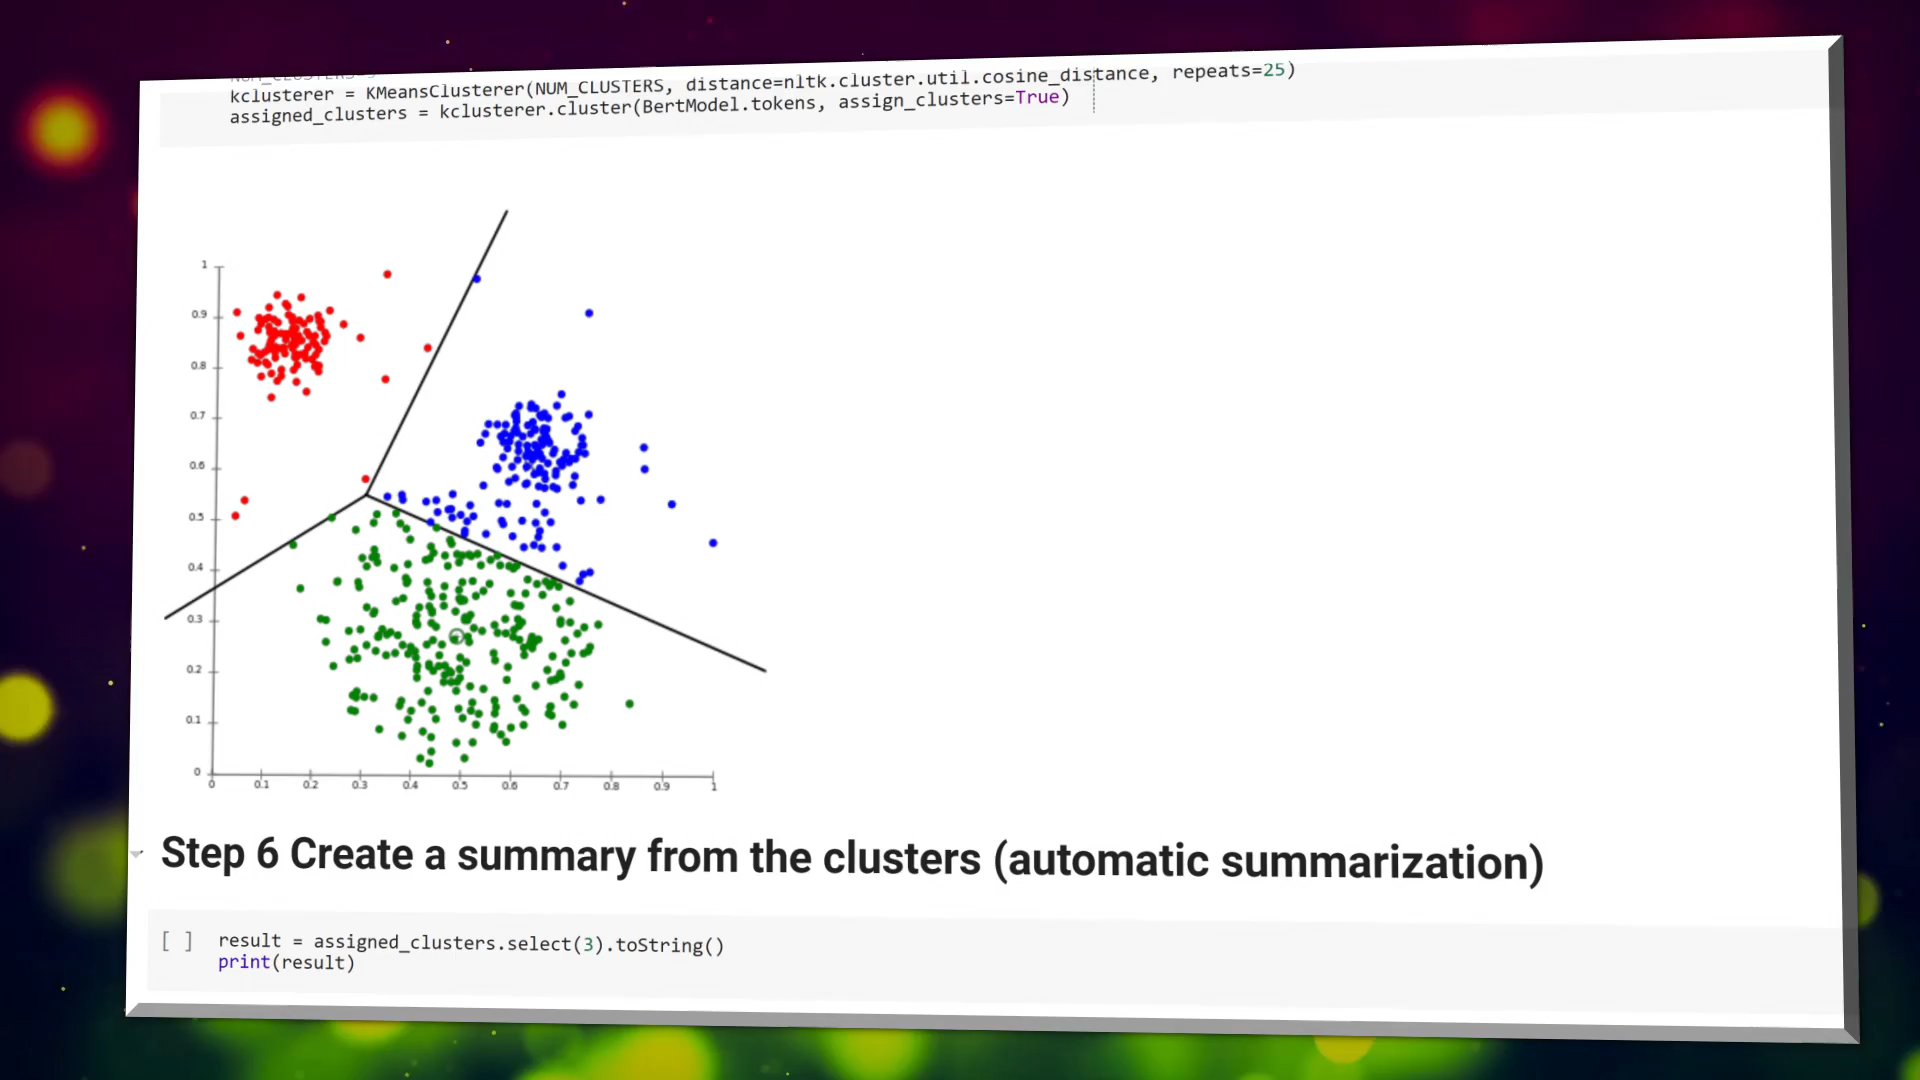 kclusterer = KMeansClusterer(NUM_CLUSTERS, distance=nltk.cluster.util.cosine_distance, repeats=25)
assigned_clusters = kclusterer.cluster(BertModel.tokens, assign_clusters=True)
1
0.9
0.8
0.7
0.6
0.5
0.4
0.3
0.2
0.1
0
0 0.1 0.2 0.3 0.4 0.5 0.6 0.7 0.8 0.9 1
Step 6 Create a summary from the clusters (automatic summarization)
[ ] result = assigned_clusters.select(3).toString()
print(result)